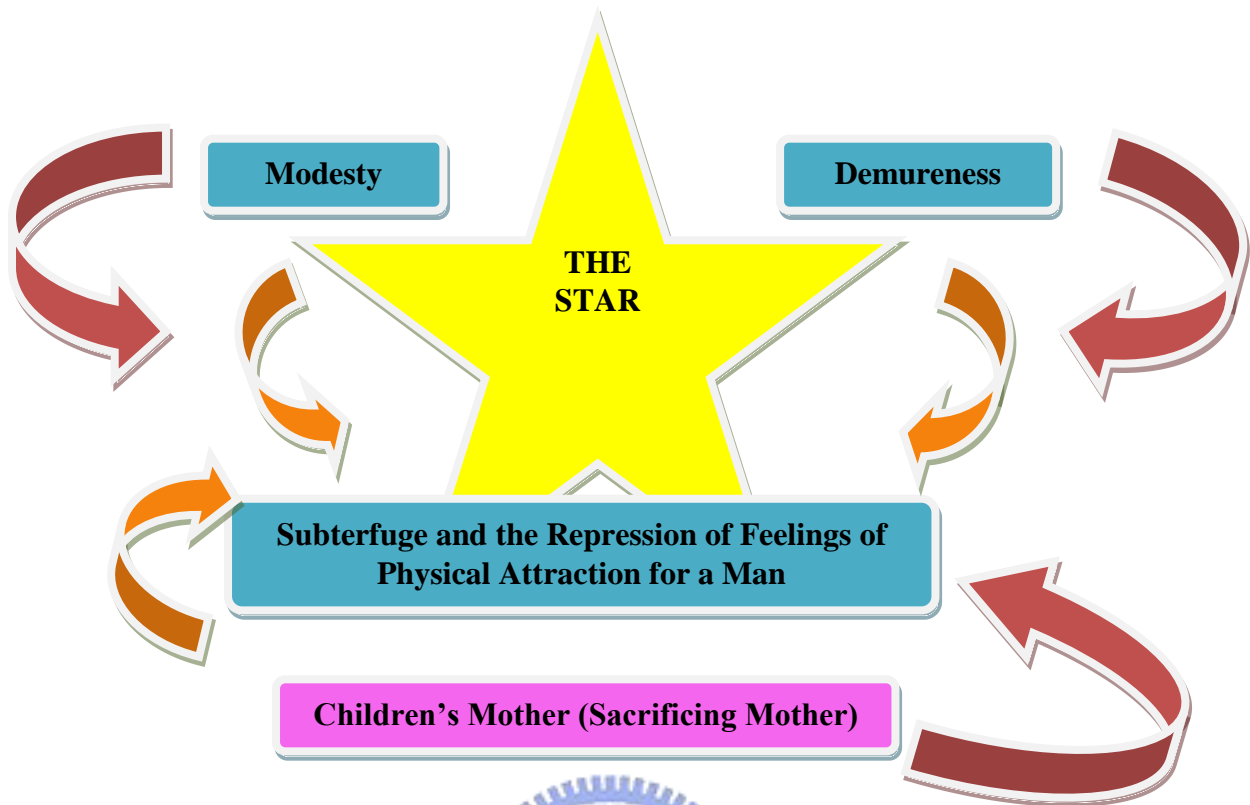 Modesty
Demureness
THE
STAR
Subterfuge and the Repression of Feelings of
Physical Attraction for a Man
Children’s Mother (Sacrificing Mother)